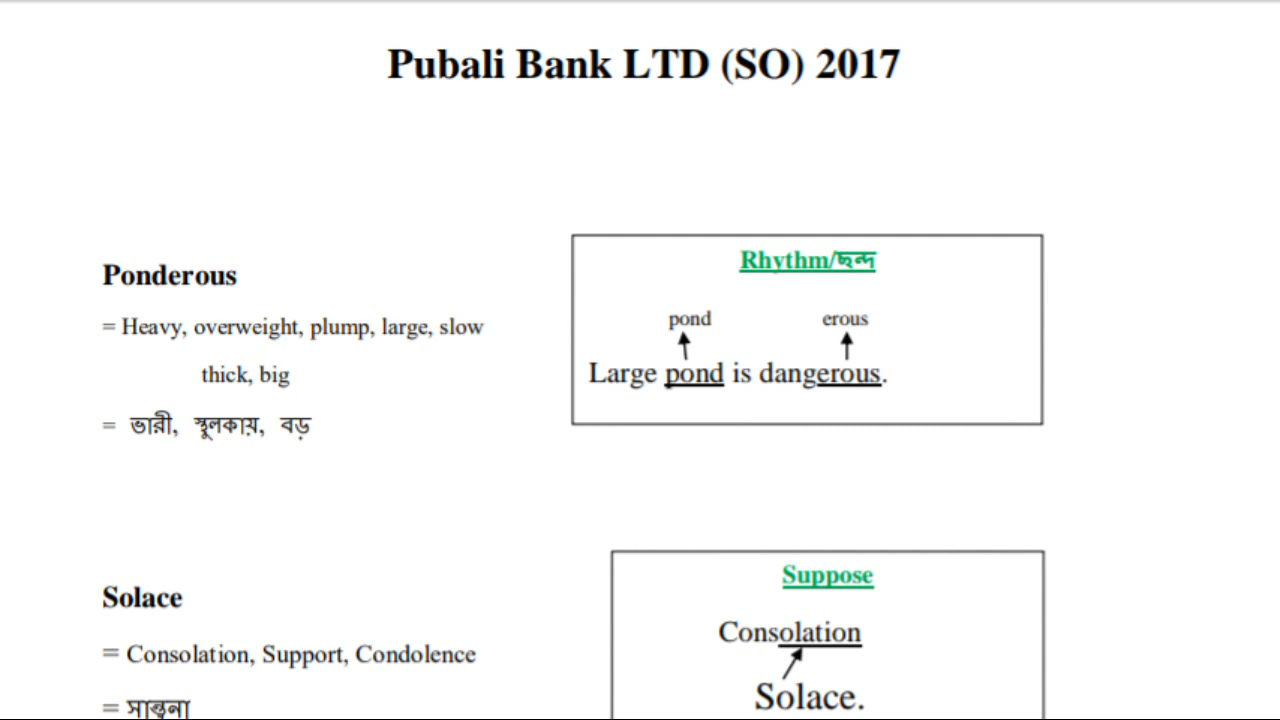 Pubali Bank LTD (SO) 2017
Ponderous
= Heavy, overweight, plump, large, slow
thick, big
= ভারী, স্থুলকায়, বড়
Rhythm/ছন্দ
pond erous
Large pond is dangerous.
Solace
= Consolation, Support, Condolence
= সান্ত্বনা
Suppose
Consolation
Solace.